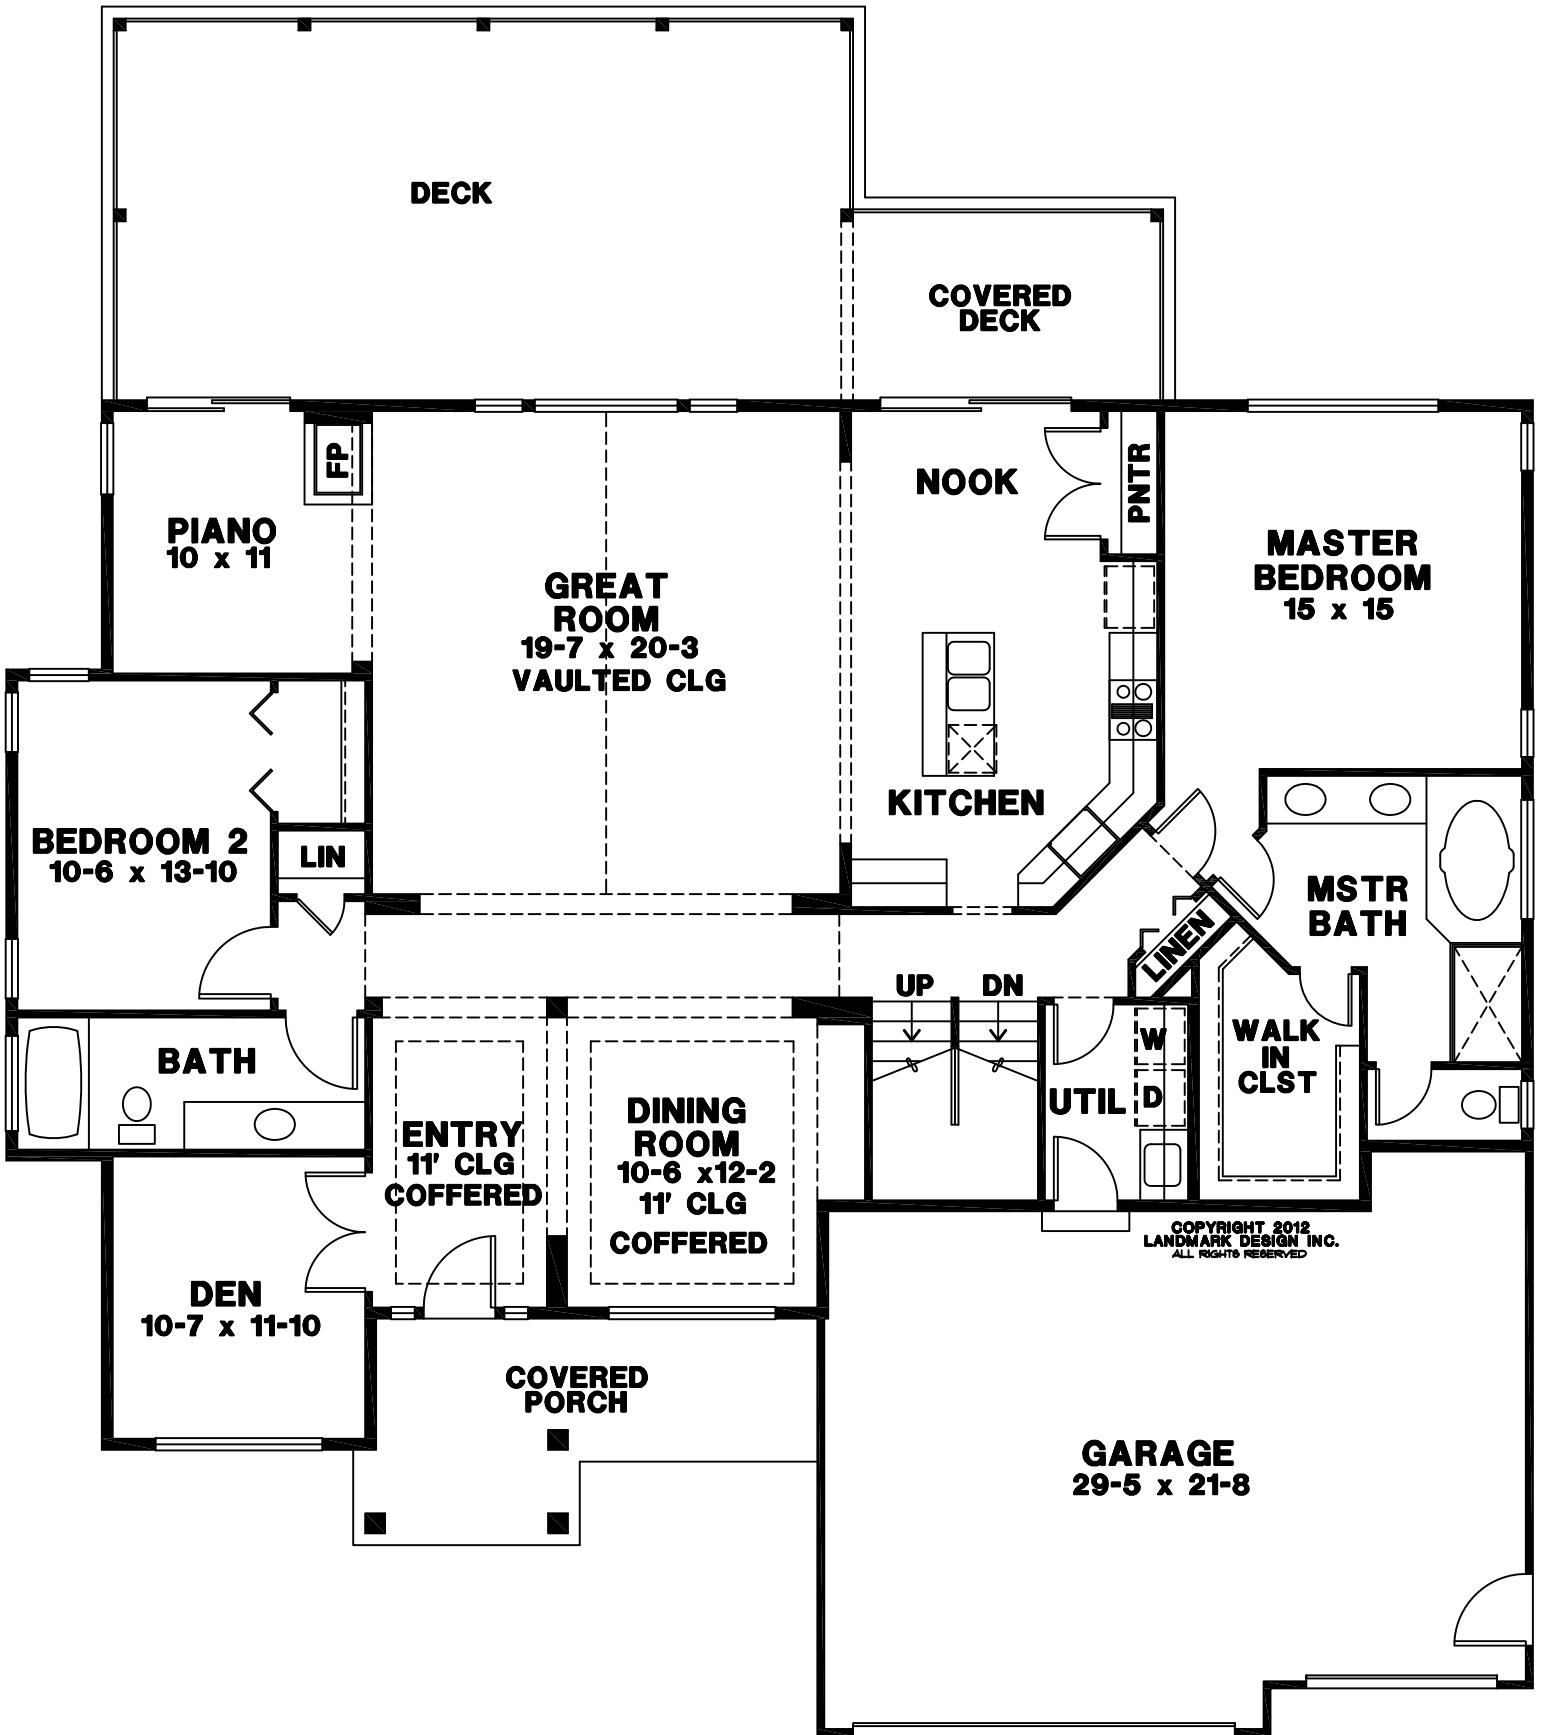 DECK
COVERED
DECK
FP
PIANO
10 x 11
GREAT
ROOM
19-7 x 20-3
VAULTED CLG
NOOK
PNTR
MASTER
BEDROOM
15 x 15
KITCHEN
BEDROOM 2
10-6 x 13-10
LIN
MSTR
BATH
LINEN
UP
DN
BATH
W
D
UTIL
WALK
IN
CLST
ENTRY
11' CLG
COFFERED
DINING
ROOM
10-6 x12-2
11' CLG
COFFERED
COPYRIGHT 2012
LANDMARK DESIGN INC.
ALL RIGHTS RESERVED
DEN
10-7 x 11-10
COVERED
PORCH
GARAGE
29-5 x 21-8